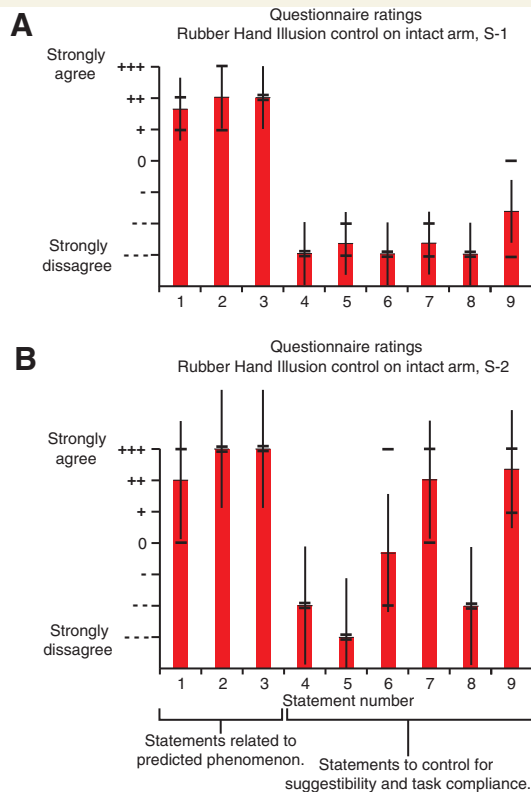 A
Questionnaire ratings
Rubber Hand Illusion control on intact arm, S-1
Strongly
agree
+++
++
+
0
-
--
Strongly
dissagree
---
1 2 3 4 5 6 7 8 9
B
Questionnaire ratings
Rubber Hand Illusion control on intact arm, S-2
Strongly
agree
+++
++
+
0
-
--
Strongly
dissagree
---
1 2 3 4 5 6 7 8 9
Statement number
Statements related to
predicted phenomenon.
Statements to control for
suggestibility and task compliance.